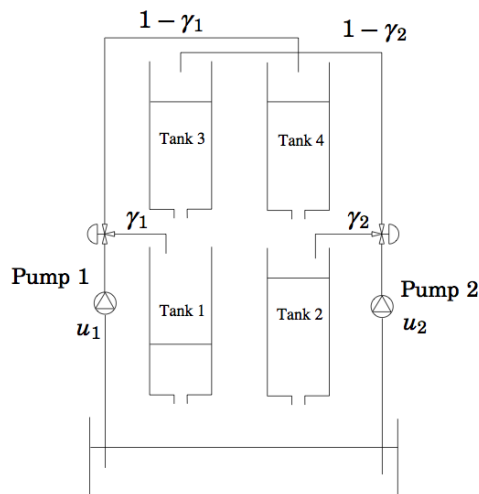 1 − γ₁
1 − γ₂
Tank 3
Tank 4
γ₁
γ₂
Pump 1
Pump 2
Tank 1
Tank 2
u₁
u₂